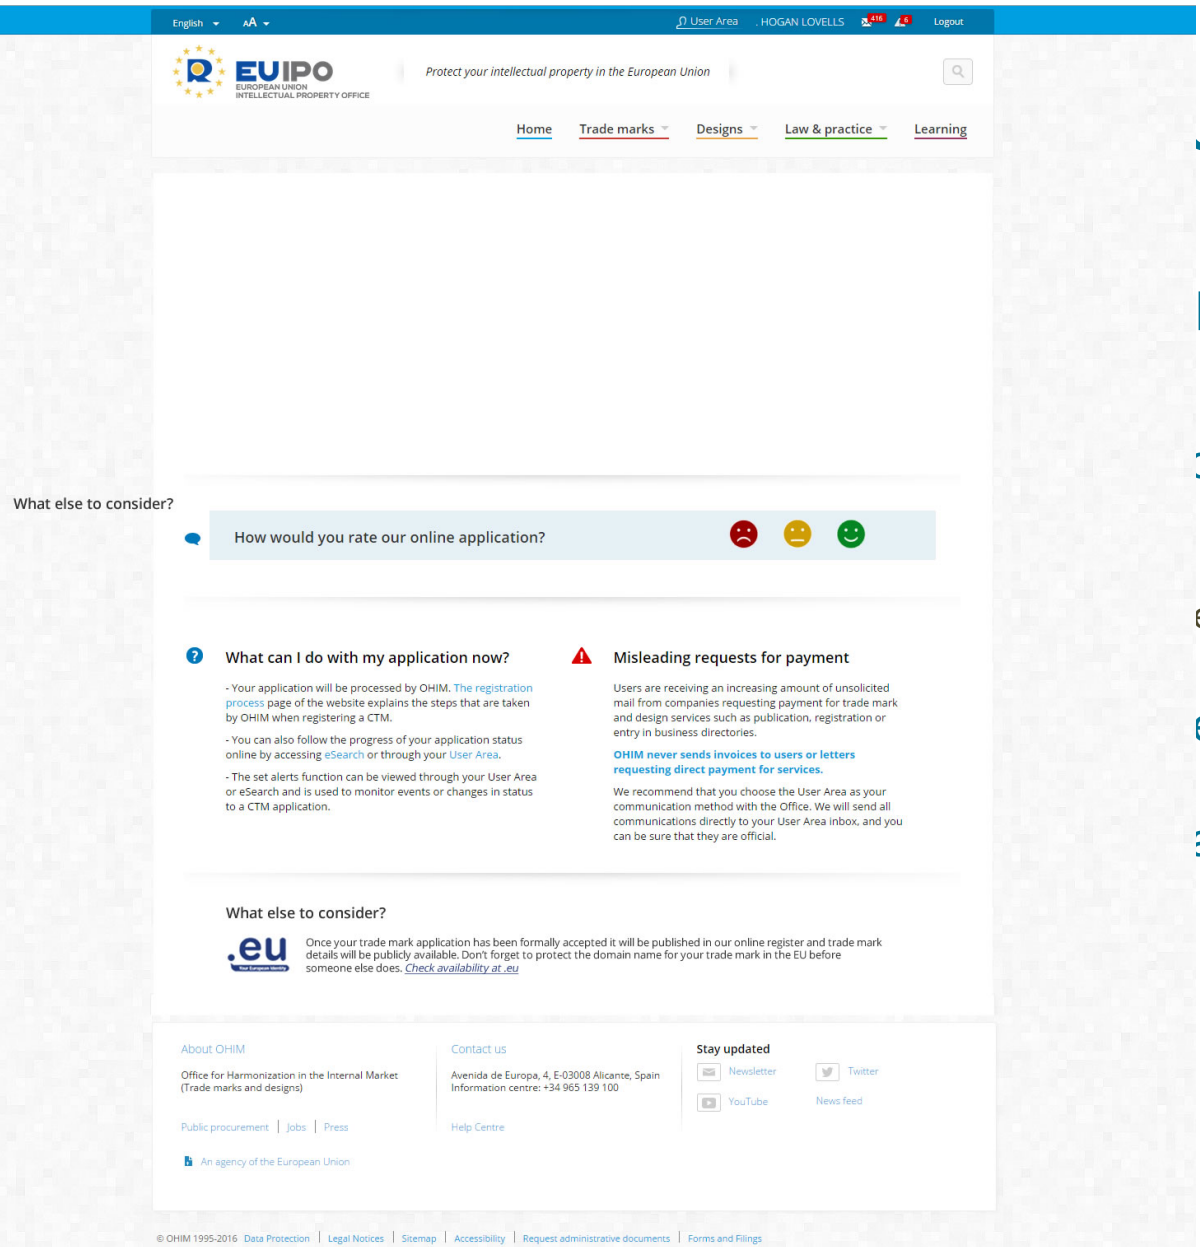 English AA User Area . HOGAN LOVELLS 416 6 Logout
EUIPO
EUROPEAN UNION
INTELLECTUAL PROPERTY OFFICE
Protect your intellectual property in the European Union
Home Trade marks Designs Law & practice Learning
What else to consider?
How would you rate our online application?
What can I do with my application now?
- Your application will be processed by OHIM. The registration
process page of the website explains the steps that are taken
by OHIM when registering a CTM.
- You can also follow the progress of your application status
online by accessing eSearch or through your User Area.
- The set alerts function can be viewed through your User Area
or eSearch and is used to monitor events or changes in status
to a CTM application.
Misleading requests for payment
Users are receiving an increasing amount of unsolicited
mail from companies requesting payment for trade mark
and design services such as publication, registration or
entry in business directories.
OHIM never sends invoices to users or letters
requesting direct payment for services.
We recommend that you choose the User Area as your
communication method with the Office. We will send all
communications directly to your User Area inbox, and you
can be sure that they are official.
What else to consider?
.eu
Your European Identity
Once your trade mark application has been formally accepted it will be published in our online register and trade mark
details will be publicly available. Don't forget to protect the domain name for your trade mark in the EU before
someone else does. Check availability at .eu
About OHIM
Office for Harmonization in the Internal Market
(Trade marks and designs)
Public procurement | Jobs | Press
An agency of the European Union
Contact us
Avenida de Europa, 4, E-03008 Alicante, Spain
Information centre: +34 965 139 100
Help Centre
Stay updated
Newsletter Twitter
YouTube News feed
© OHIM 1995-2016 Data Protection | Legal Notices | Sitemap | Accessibility | Request administrative documents | Forms and Filings